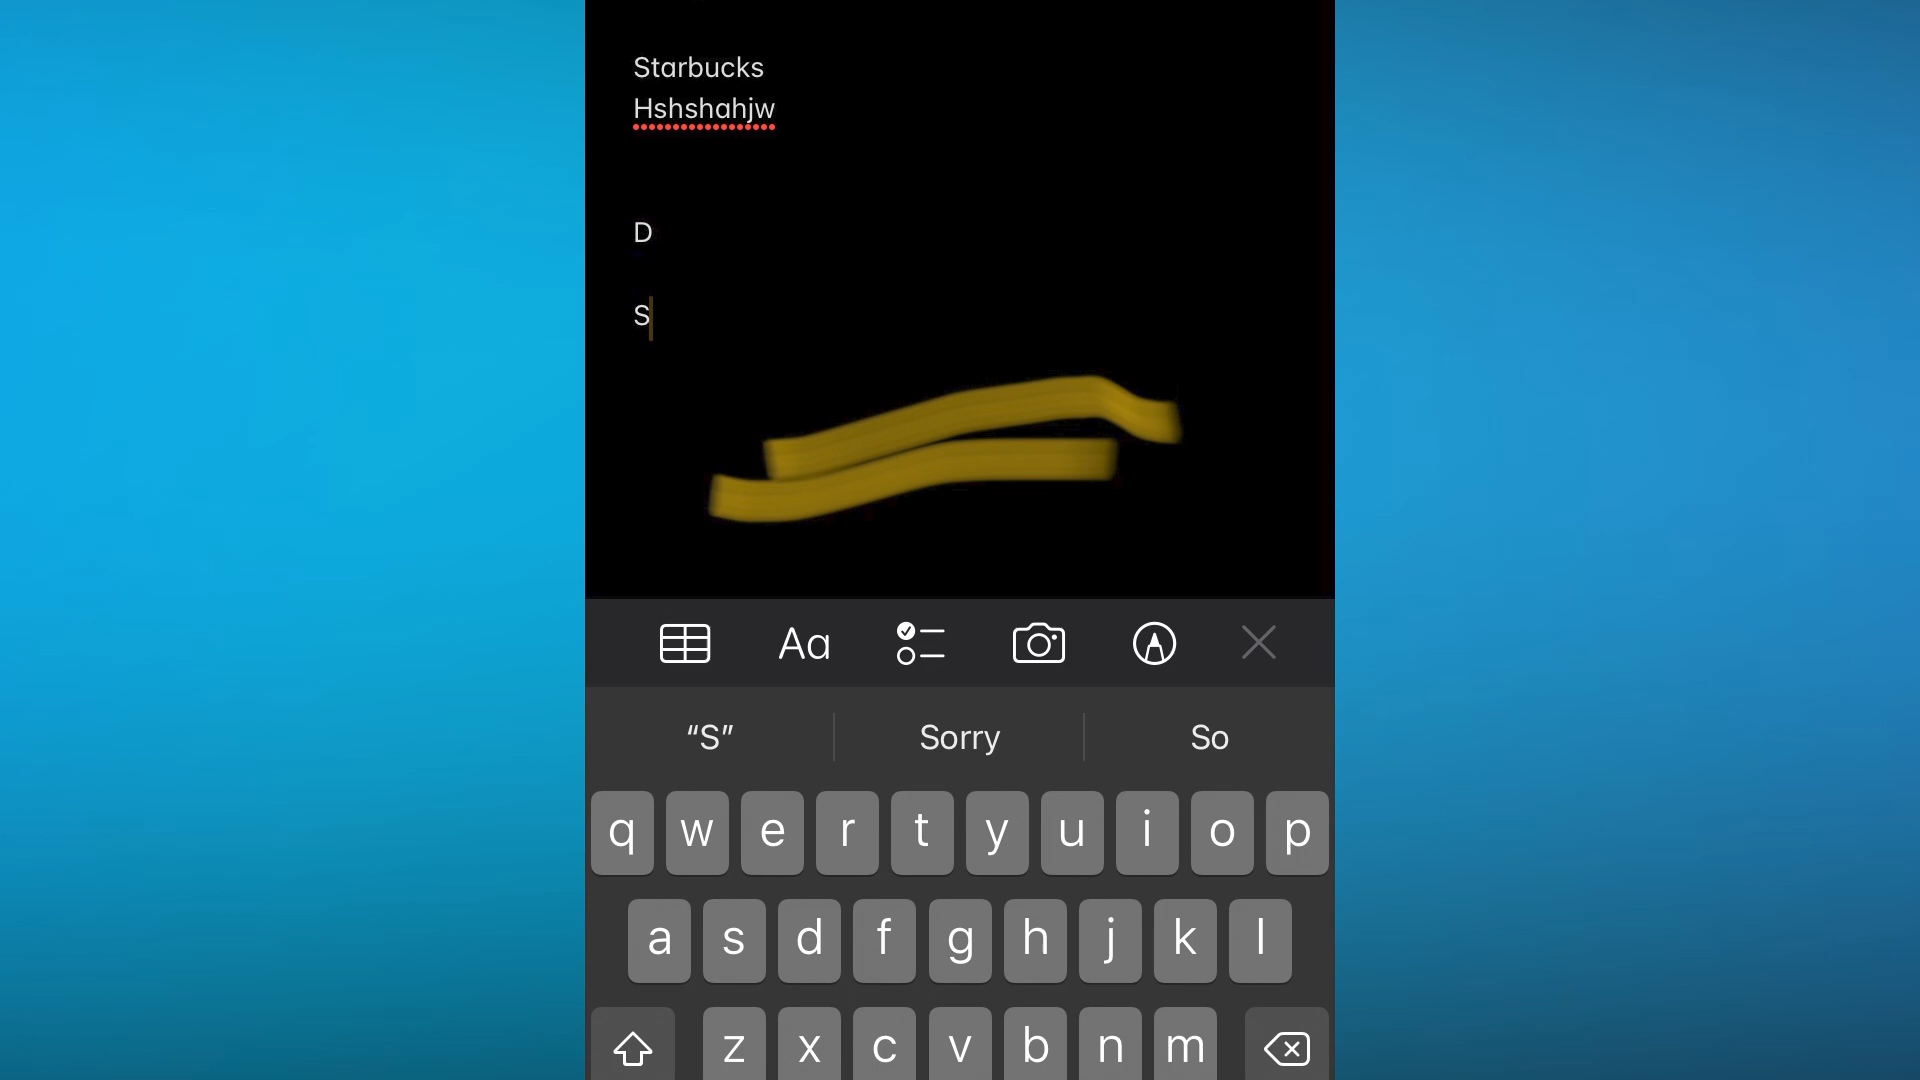 Starbucks
Hshshahjw
D
S
Aa
“S” Sorry So
q w e r t y u i o p
a s d f g h j k l
z x c v b n m